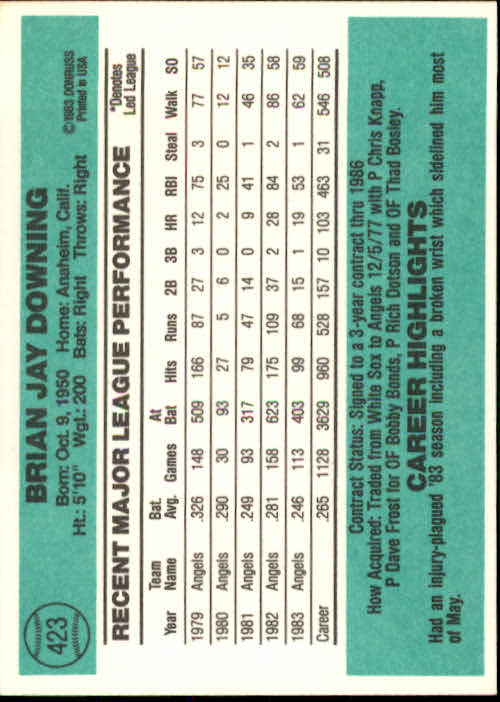 423
BRIAN JAY DOWNING
©1983 DONRUSS
Printed in USA
Born: Oct. 9, 1950 Home: Anaheim, Calif.
Ht.: 5'10" Wgt.: 200 Bats: Right Throws: Right
RECENT MAJOR LEAGUE PERFORMANCE
*Denotes
Led League
Year Team Name Bat. Avg. Games At Bat Hits Runs 2B 3B HR RBI Steal Walk SO
1979 Angels .326 148 509 166 87 27 3 12 75 3 77 57
1980 Angels .290 30 93 27 5 6 0 2 25 0 12 12
1981 Angels .249 93 317 79 47 14 0 9 41 1 46 35
1982 Angels .281 158 623 175 109 37 2 28 84 2 86 58
1983 Angels .246 113 403 99 68 15 1 19 53 1 62 59
Career .265 1128 3629 960 528 157 10 103 463 31 546 508
Contract Status: Signed to a 3-year contract thru 1986
How Acquired: Traded from White Sox to Angels 12/5/77 with P Chris Knapp,
P Dave Frost for OF Bobby Bonds, P Rich Dotson and OF Thad Bosley.
CAREER HIGHLIGHTS
Had an injury-plagued '83 season including a broken wrist which sidelined him most
of May.